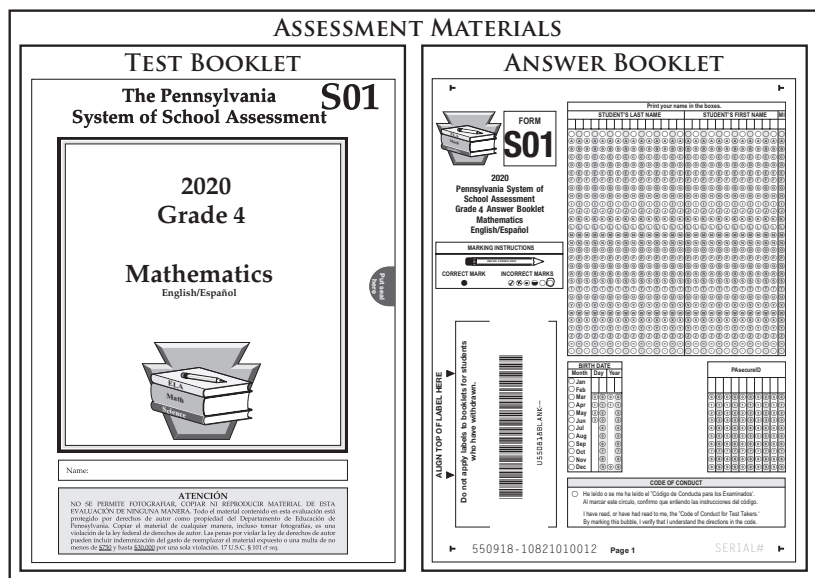 ASSESSMENT MATERIALS
TEST BOOKLET
The Pennsylvania
System of School Assessment
S01
2020
Grade 4
Mathematics
English/Español
Put seal
here
ELA
Math
Science
Name:
ATENCIÓN
NO SE PERMITE FOTOGRAFIAR, COPIAR NI REPRODUCIR MATERIAL DE ESTA
EVALUACIÓN DE NINGUNA MANERA. Todo el material contenido en esta evaluación está
protegido por derechos de autor como propiedad del Departamento de Educación de
Pennsylvania. Copiar el material de cualquier manera, incluso tomar fotografías, es una
violación de la ley federal de derechos de autor. Las penas por violar la ley de derechos de autor
pueden incluir indemnización del gasto de reemplazar el material expuesto o una multa de no
menos de $750 y hasta $30,000 por una sola violación. 17 U.S.C. § 101 et seq.
ANSWER BOOKLET
ELA
Math
FORM
S01
2020
Pennsylvania System of
School Assessment
Grade 4 Answer Booklet
Mathematics
English/Español
MARKING INSTRUCTIONS
CORRECT MARK
INCORRECT MARKS
ALIGN TOP OF LABEL HERE
Do not apply labels to booklets for students
who have withdrawn.
Print your name in the boxes.
STUDENT'S LAST NAME
STUDENT'S FIRST NAME
MI
BIRTH DATE
Month Day Year
Jan
Feb
Mar
Apr
May
Jun
Jul
Aug
Sep
Oct
Nov
Dec
PAsecureID
CODE OF CONDUCT
He leído o se me ha leído el "Código de Conducta para los Examinados".
Al marcar este círculo, confirmo que entiendo las instrucciones del código.
I have read, or have had read to me, the "Code of Conduct for Test Takers."
By marking this bubble, I verify that I understand the directions in the code.
550918-10821010012
Page 1
SERIAL#